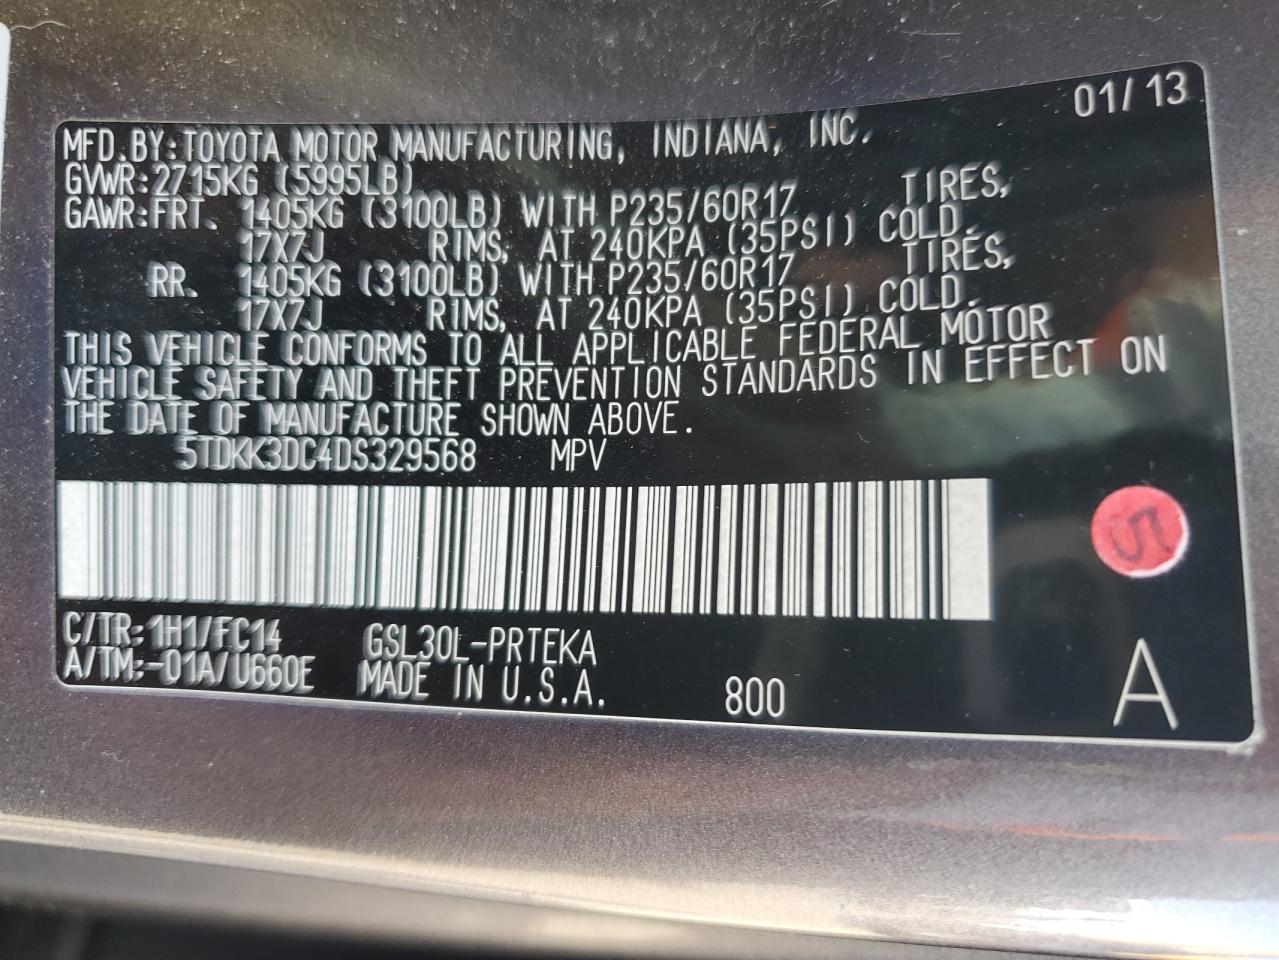 01/13
MFD.BY:TOYOTA MOTOR MANUFACTURING, INDIANA, INC.
GVWR:2715KG (5995LB)
GAWR:FRT. 1405KG (3100LB) WITH P235/60R17 TIRES,
17X7J RIMS, AT 240KPA (35PSI) COLD.
RR. 1405KG (3100LB) WITH P235/60R17 TIRES,
17X7J RIMS, AT 240KPA (35PSI) COLD.
THIS VEHICLE CONFORMS TO ALL APPLICABLE FEDERAL MOTOR
VEHICLE SAFETY AND THEFT PREVENTION STANDARDS IN EFFECT ON
THE DATE OF MANUFACTURE SHOWN ABOVE.
5TDKK3DC4DS329568 MPV
5
C/TR:1H1/FC14 GSL30L-PRTEKA
A/TM:-01A/U660E MADE IN U.S.A. 800 A